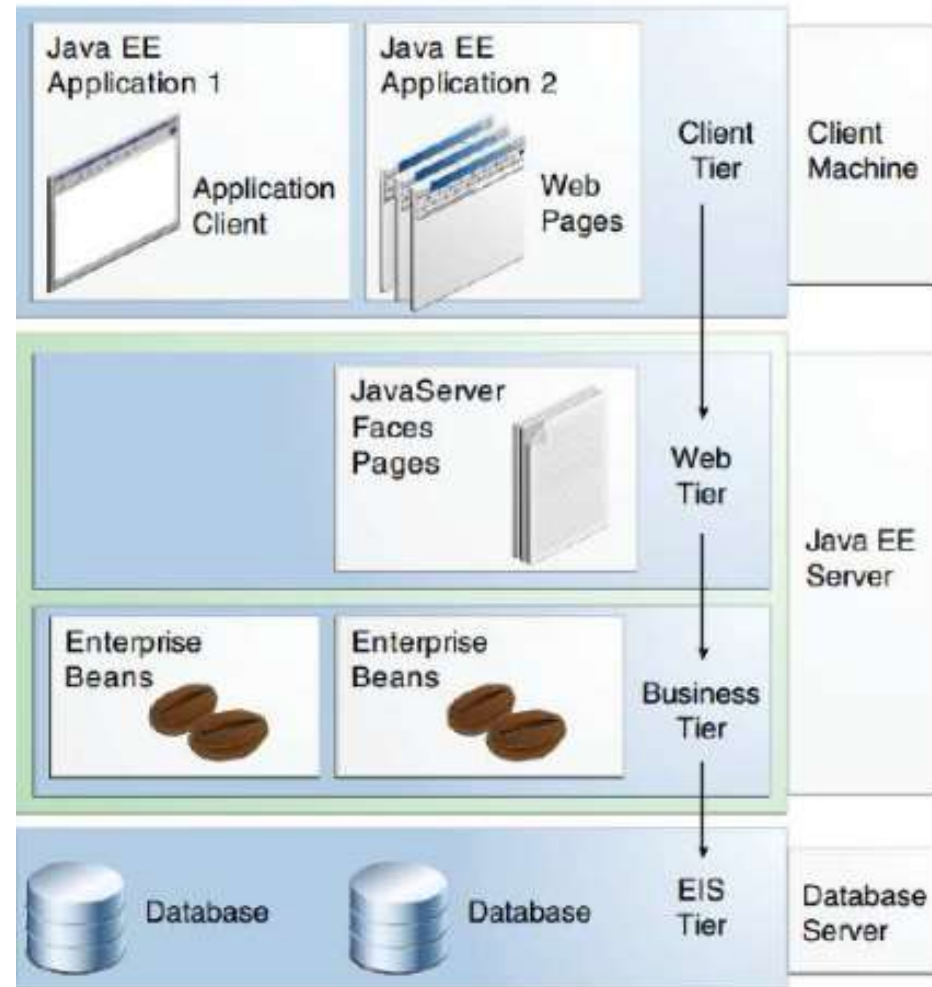 Java EE
Application 1
Application
Client
Java EE
Application 2
Web
Pages
Client
Tier
Client
Machine
JavaServer
Faces
Pages
Web
Tier
Java EE
Server
Enterprise
Beans
Enterprise
Beans
Business
Tier
Database
Database
EIS
Tier
Database
Server